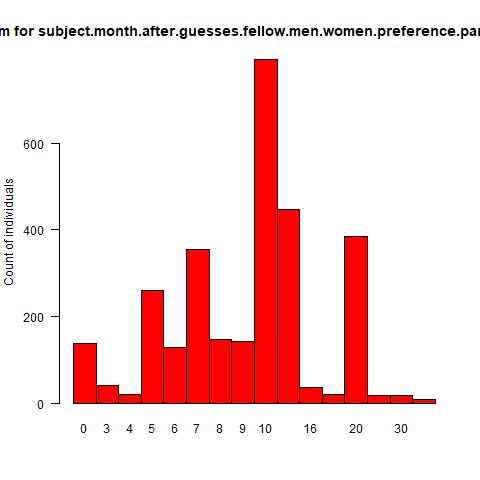 m for subject.month.after.guesses.fellow.men.women.preference.par
600
400
200
0
Count of individuals
0 3 4 5 6 7 8 9 10 16 20 30